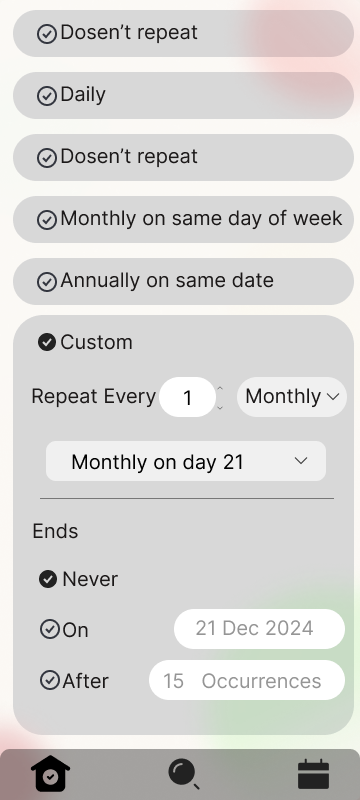 Dosen’t repeat
Daily
Dosen’t repeat
Monthly on same day of week
Annually on same date
Custom
Repeat Every 1 Monthly
Monthly on day 21
Ends
Never
On 21 Dec 2024
After 15 Occurrences